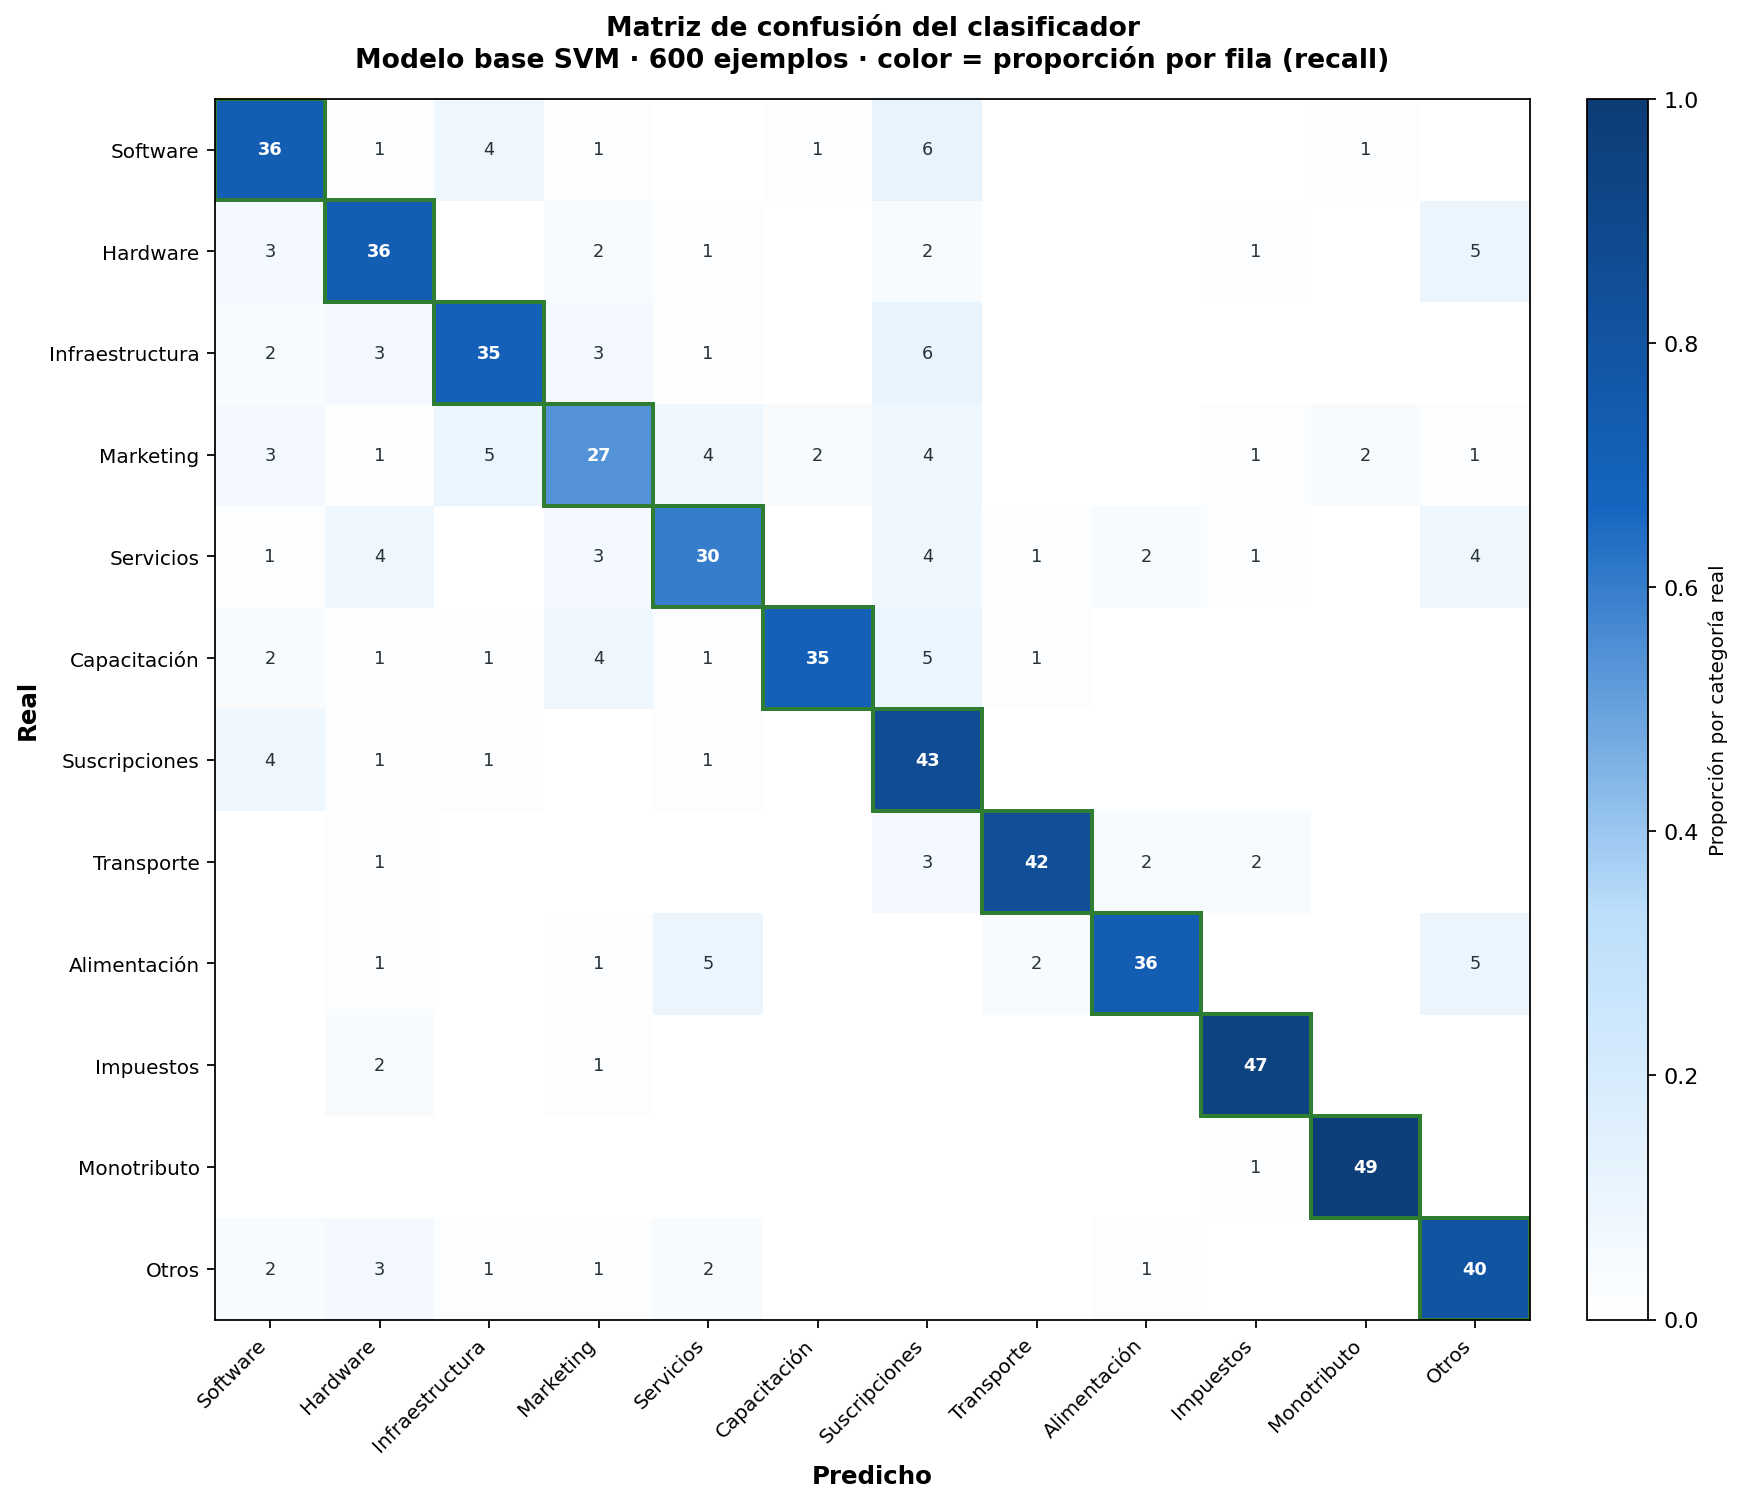 Matriz de confusión del clasificador
Modelo base SVM · 600 ejemplos · color = proporción por fila (recall)
Software 36 1 4 1 1 6 1
Hardware 3 36 2 1 2 1 5
Infraestructura 2 3 35 3 1 6
Marketing 3 1 5 27 4 2 4 1 2 1
Servicios 1 4 3 30 4 1 2 1 4
Capacitación 2 1 1 4 1 35 5 1
Suscripciones 4 1 1 1 43
Transporte 1 3 42 2 2
Alimentación 1 1 5 2 36 5
Impuestos 2 1 47
Monotributo 1 49
Otros 2 3 1 1 2 1 40
Real
Software Hardware Infraestructura Marketing Servicios Capacitación Suscripciones Transporte Alimentación Impuestos Monotributo Otros
Predicho
1.0
0.8
0.6
0.4
0.2
0.0
Proporción por categoría real